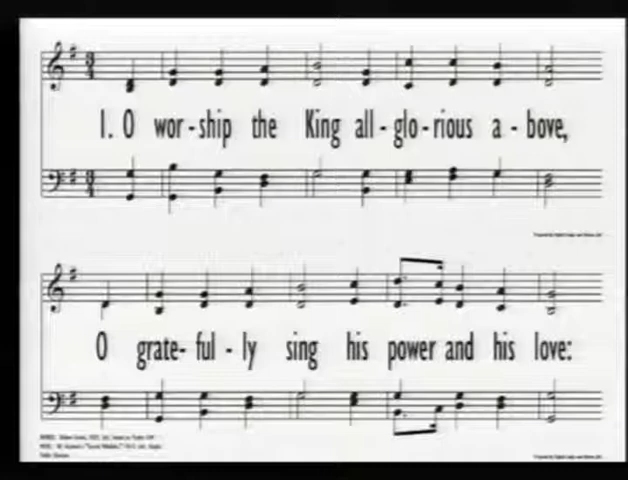 1. O wor - ship the King all - glo - rious a - bove,
O grate- ful - ly sing his power and his love: